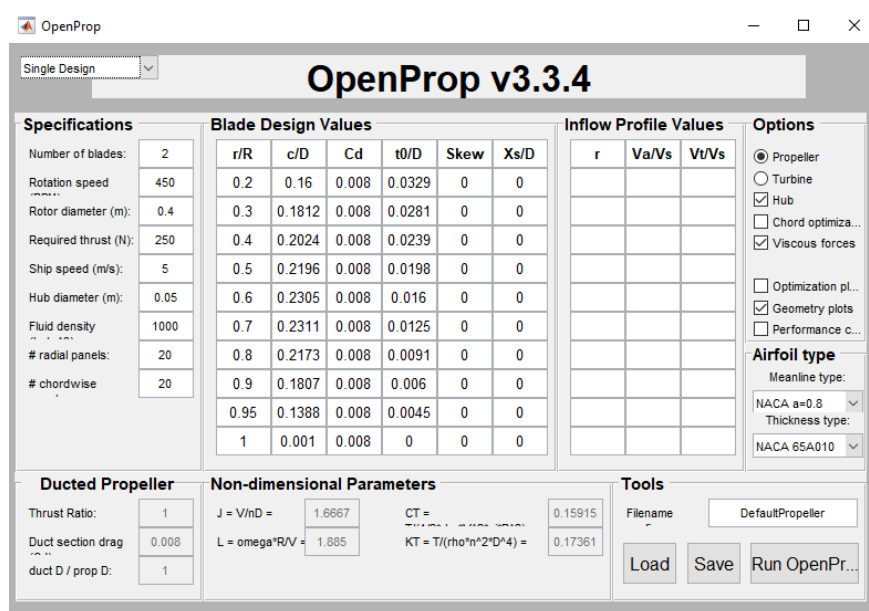 OpenProp
Single Design
OpenProp v3.3.4
Specifications
Number of blades: 2
Rotation speed 450
Rotor diameter (m): 0.4
Required thrust (N): 250
Ship speed (m/s): 5
Hub diameter (m): 0.05
Fluid density 1000
# radial panels: 20
# chordwise 20
Blade Design Values
r/R c/D Cd t0/D Skew Xs/D
0.2 0.16 0.008 0.0329 0 0
0.3 0.1812 0.008 0.0281 0 0
0.4 0.2024 0.008 0.0239 0 0
0.5 0.2196 0.008 0.0198 0 0
0.6 0.2305 0.008 0.016 0 0
0.7 0.2311 0.008 0.0125 0 0
0.8 0.2173 0.008 0.0091 0 0
0.9 0.1807 0.008 0.006 0 0
0.95 0.1388 0.008 0.0045 0 0
1 0.001 0.008 0 0 0
Inflow Profile Values
r Va/Vs Vt/Vs
Options
Propeller
Turbine
Hub
Chord optimiza...
Viscous forces
Optimization pl...
Geometry plots
Performance c...
Airfoil type
Meanline type:
NACA a=0.8
Thickness type:
NACA 65A010
Ducted Propeller
Thrust Ratio: 1
Duct section drag 0.008
duct D / prop D: 1
Non-dimensional Parameters
J = V/nD = 1.6667 CT = 0.15915
L = omega*R/V = 1.885 KT = T/(rho*n^2*D^4) = 0.17361
Tools
Filename DefaultPropeller
Load Save Run OpenPr...